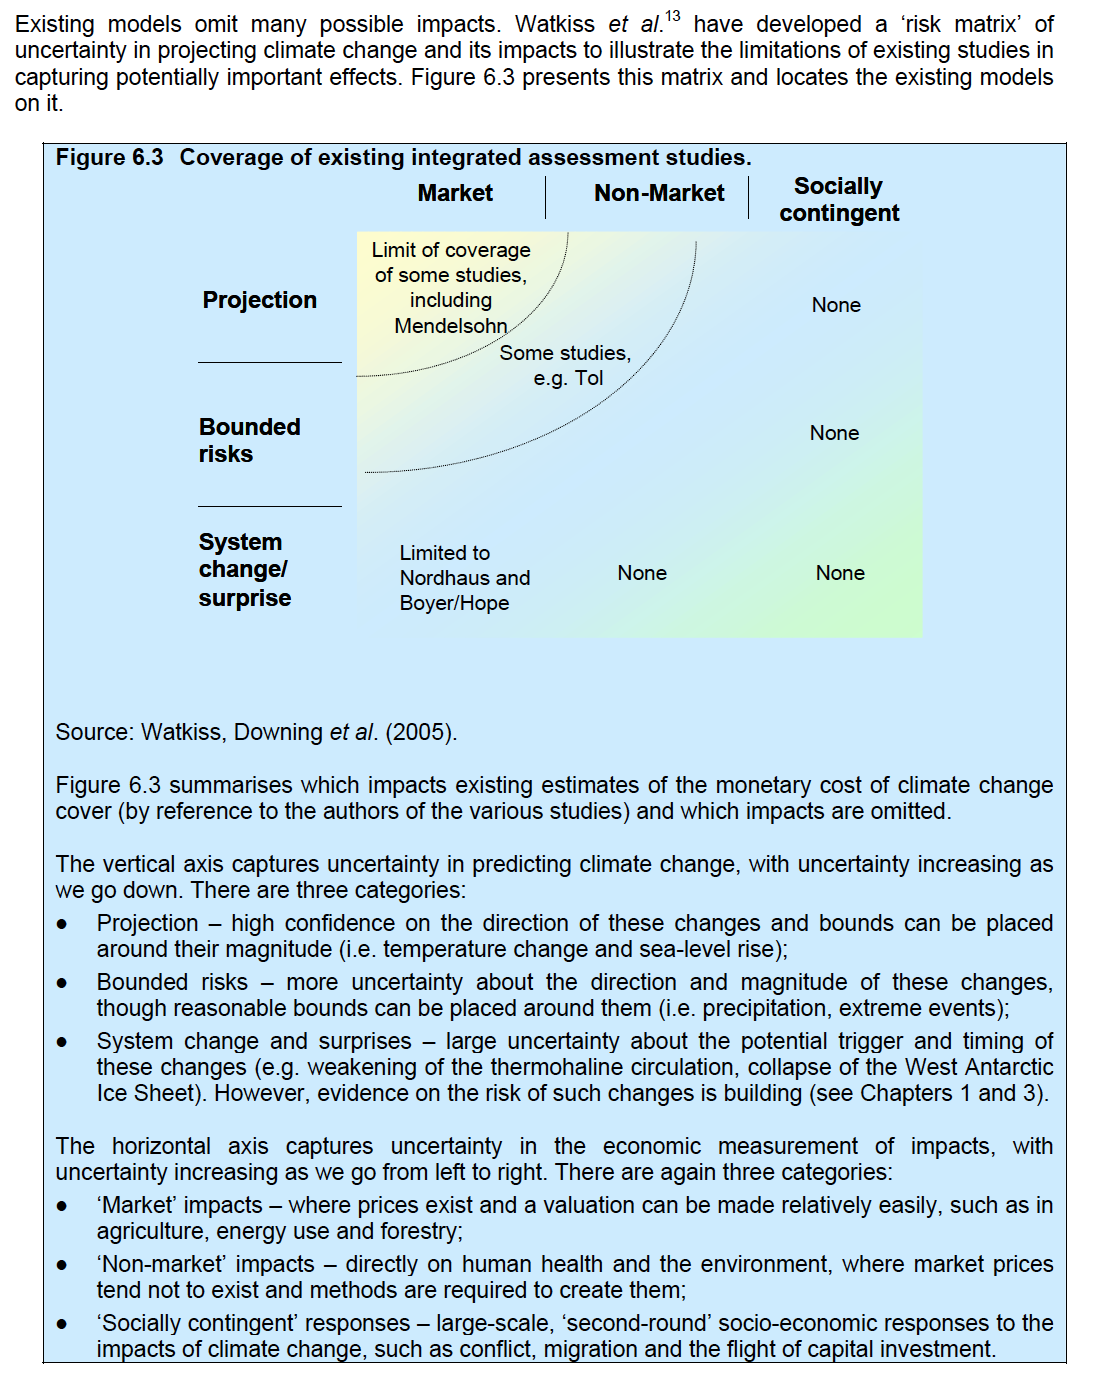 Existing models omit many possible impacts. Watkiss et al.13 have developed a ‘risk matrix’ of
uncertainty in projecting climate change and its impacts to illustrate the limitations of existing studies in
capturing potentially important effects. Figure 6.3 presents this matrix and locates the existing models
on it.
Figure 6.3 Coverage of existing integrated assessment studies.
Market
Non-Market
Socially
contingent
Projection
Limit of coverage
of some studies,
including
Mendelsohn
None
Some studies,
e.g. Tol
Bounded
risks
None
System
change/
surprise
Limited to
Nordhaus and
Boyer/Hope
None
None
Source: Watkiss, Downing et al. (2005).
Figure 6.3 summarises which impacts existing estimates of the monetary cost of climate change
cover (by reference to the authors of the various studies) and which impacts are omitted.
The vertical axis captures uncertainty in predicting climate change, with uncertainty increasing as
we go down. There are three categories:
● Projection – high confidence on the direction of these changes and bounds can be placed
around their magnitude (i.e. temperature change and sea-level rise);
● Bounded risks – more uncertainty about the direction and magnitude of these changes,
though reasonable bounds can be placed around them (i.e. precipitation, extreme events);
● System change and surprises – large uncertainty about the potential trigger and timing of
these changes (e.g. weakening of the thermohaline circulation, collapse of the West Antarctic
Ice Sheet). However, evidence on the risk of such changes is building (see Chapters 1 and 3).
The horizontal axis captures uncertainty in the economic measurement of impacts, with
uncertainty increasing as we go from left to right. There are again three categories:
● ‘Market’ impacts – where prices exist and a valuation can be made relatively easily, such as in
agriculture, energy use and forestry;
● ‘Non-market’ impacts – directly on human health and the environment, where market prices
tend not to exist and methods are required to create them;
● ‘Socially contingent’ responses – large-scale, ‘second-round’ socio-economic responses to the
impacts of climate change, such as conflict, migration and the flight of capital investment.